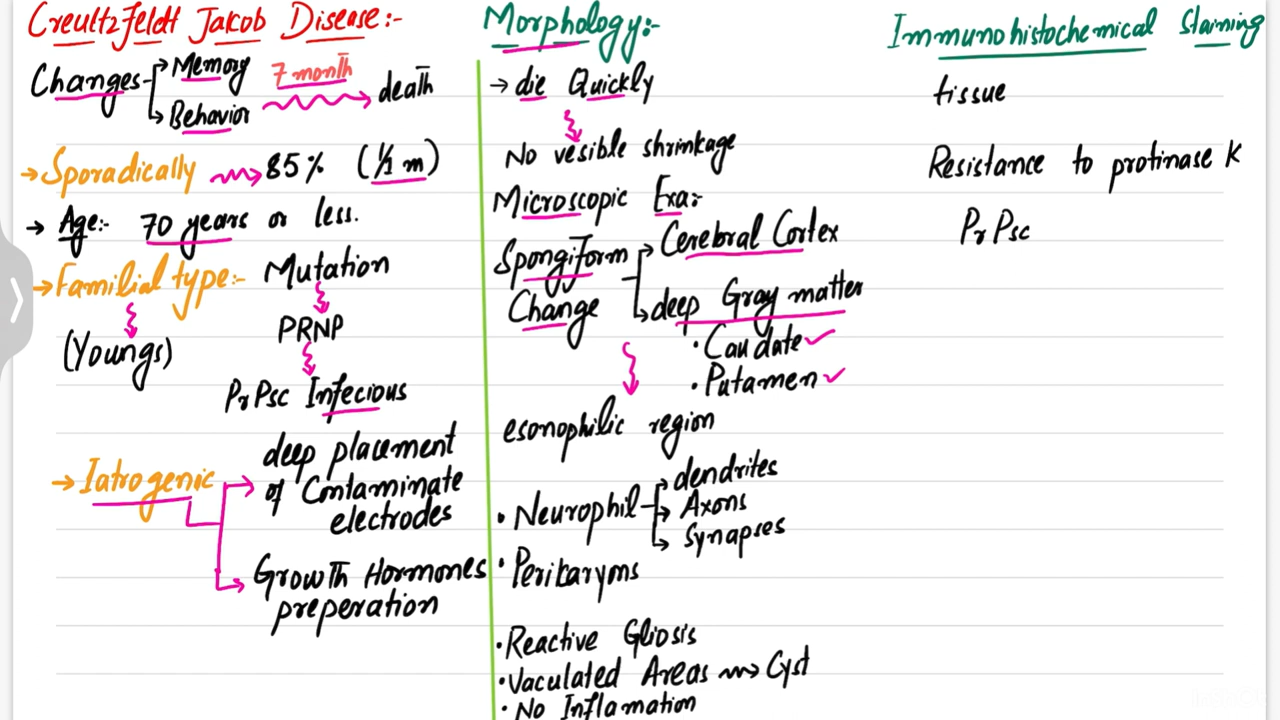 Creultzfeldt Jakob Disease:-
Changes
Memory
Behavior
7 month
death
→ Sporadically
85% (1/1 m)
→ Age:- 70 years or less.
→ Familial type:-
(Youngs)
Mutation
PRNP
PrPsc Infecious
→ Iatrogenic
deep placement
of Contaminate
electrodes
Growth Hormones
preperation
Morphology:-
→ die Quickly
No vesible shrinkage
Microscopic Exa:-
Spongiform
Change
Cerebral Cortex
deep Gray matter
· Caudate ✓
· Putamen ✓
esonophilic region
· Neurophil
dendrites
Axons
Synapses
· Perikaryms
· Reactive Gliosis
· Vaculated Areas → Cyst
· No Inflamation
Immunohistochemical Staining
tissue
Resistance to protinase K
PrPsc